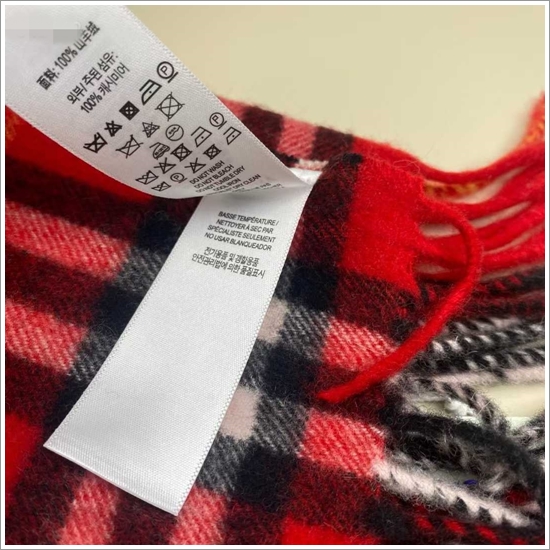 面料: 100% 山羊绒
외부/ 주된 섬유:
100% 캐시미어
DO NOT WASH
DO NOT BLEACH
DO NOT TUMBLE DRY
COOL IRON
DRY CLEAN
BASSE TEMPÉRATURE /
NETTOYER À SEC PAR
SPÉCIALISTE SEULEMENT
NO USAR BLANQUEADOR
전기용품 및 생활용품
안전관리법에 의한 품질표시